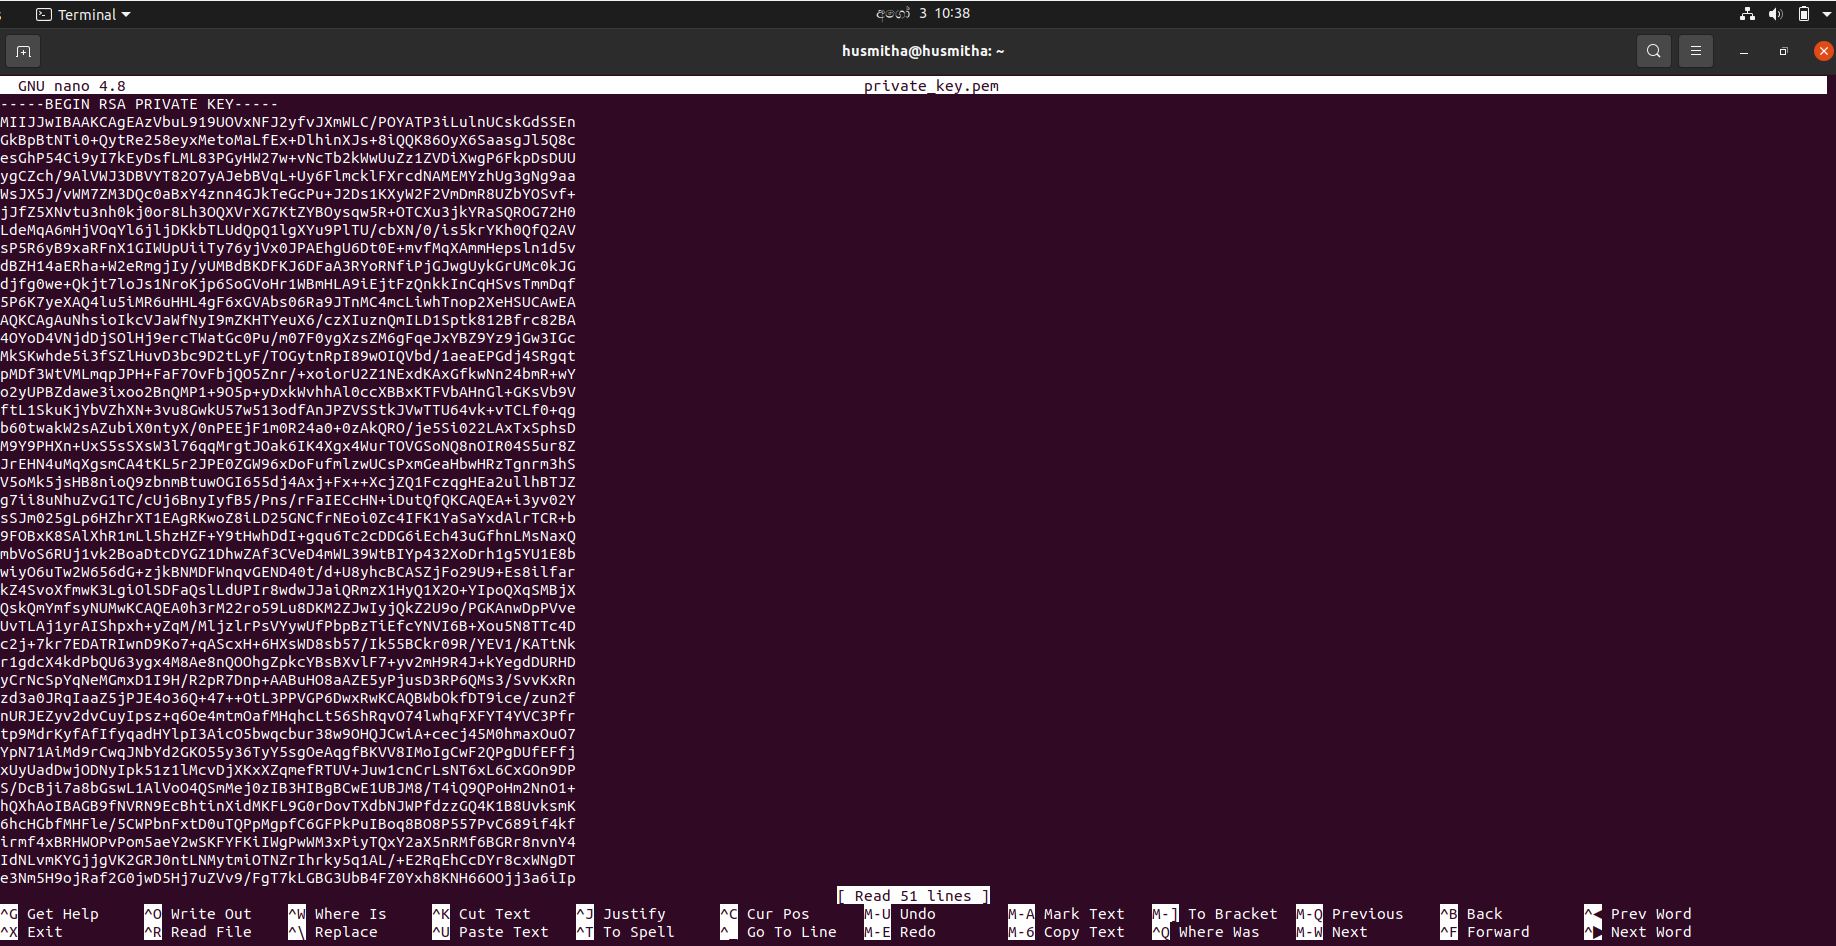 Terminal
අගෝ 3 10:38
husmitha@husmitha: ~
GNU nano 4.8 private_key.pem
-----BEGIN RSA PRIVATE KEY-----
MIIJJwIBAAKCAgEAzVbuL919UOVxNFJ2yfvJXmWLC/POYATP3iLulnUCskGdSSEn
GkBpBtNTi0+QytRe258eyxMetoMaLfEx+DlhinXJs+8iQQK86OyX6SaasgJl5Q8c
esGhP54Ci9yI7kEyDsfLML83PGyHW27w+vNcTb2kWwUuZz1ZVDiXwgP6FkpDsDUU
ygCZch/9AlVWJ3DBVYT82O7yAJebBVqL+Uy6FlmcklFXrcdNAMEMYzhUg3gNg9aa
WsJX5J/vWM7ZM3DQc0aBxY4znn4GJkTeGcPu+J2Ds1KXyW2F2VmDmR8UZbYOSvf+
jJfZ5XNvtu3nh0kj0or8Lh3OQXVrXG7KtZYBOysqw5R+OTCXu3jkYRaSQROG72H0
LdeMqA6mHjVOqYl6jljDKkbTLUdQpQ1lgXYu9PlTU/cbXN/0/is5krYKh0QfQ2AV
sP5R6yB9xaRFnX1GIWUpUiiTy76yjVx0JPAEhgU6Dt0E+mvfMqXAmmHepsln1d5v
dBZH14aERha+W2eRmgjIy/yUMBdBKDFKJ6DFaA3RYoRNfiPjGJwgUykGrUMc0kJG
djfg0we+Qkjt7loJs1NroKjp6SoGVoHr1WBmHLA9iEjtFzQnkkInCqHSvsTmmDqf
5P6K7yeXAQ4lu5iMR6uHHL4gF6xGVAbs06Ra9JTnMC4mcLiwhTnop2XeHSUCAwEA
AQKCAgAuNhsioIkcVJaWfNyI9mZKHTYeuX6/czXIuznQmILD1Sptk812Bfrc82BA
4OYoD4VNjdDjSOlHj9ercTWatGc0Pu/m07F0ygXzsZM6gFqeJxYBZ9Yz9jGw3IGc
MkSKwhde5i3fSZlHuvD3bc9D2tLyF/TOGytnRpI89wOIQVbd/1aeaEPGdj4SRgqt
pMDf3WtVMLmqpJPH+FaF7OvFbjQO5Znr/+xoiorU2Z1NExdKAxGfkwNn24bmR+wY
o2yUPBZdawe3ixoo2BnQMP1+9O5p+yDxkWvhhAl0ccXBBxKTFVbAHnGl+GKsVb9V
ftL1SkuKjYbVZhXN+3vu8GwkU57w513odfAnJPZVSStkJVwTTU64vk+vTCLf0+qg
b60twakW2sAZubiX0ntyX/0nPEEjF1m0R24a0+0zAkQRO/je5Si022LAxTxSphsD
M9Y9PHXn+UxS5sSXsW3l76qqMrgtJOak6IK4Xgx4WurTOVGSoNQ8nOIR04S5ur8Z
JrEHN4uMqXgsmCA4tKL5r2JPE0ZGW96xDoFufmlzwUCsPxmGeaHbwHRzTgnrm3hS
V5oMk5jsHB8nioQ9zbnmBtuwOGI655dj4Axj+Fx++XcjZQ1FczqgHEa2ullhBTJZ
g7ii8uNhuZvG1TC/cUj6BnyIyfB5/Pns/rFaIECcHN+iDutQfQKCAQEA+i3yv02Y
sSJm025gLp6HZhrXT1EAgRKwoZ8iLD25GNCfrNEoi0Zc4IFK1YaSaYxdAlrTCR+b
9FOBxK8SAlXhR1mLl5hzHZF+Y9tHwhDdI+gqu6Tc2cDDG6iEch43uGfhnLMsNaxQ
mbVoS6RUj1vk2BoaDtcDYGZ1DhwZAf3CVeD4mWL39WtBIYp432XoDrh1g5YU1E8b
wiyO6uTw2W656dG+zjkBNMDFWnqvGEND40t/d+U8yhcBCASZjFo29U9+Es8ilfar
kZ4SvoXfmwK3LgiOlSDFaQslLdUPIr8wdwJJaiQRmzX1HyQ1X2O+YIpoQXqSMBjX
QskQmYmfsyNUMwKCAQEA0h3rM22ro59Lu8DKM2ZJwIyjQkZ2U9o/PGKAnwDpPVve
UvTLAj1yrAIShpxh+yZqM/MljzlrPsVYywUfPbpBzTiEfcYNVI6B+Xou5N8TTc4D
c2j+7kr7EDATRIwnD9Ko7+qAScxH+6HXsWD8sb57/Ik55BCkr09R/YEV1/KATtNk
r1gdcX4kdPbQU63ygx4M8Ae8nQOOhgZpkcYBsBXvlF7+yv2mH9R4J+kYegdDURHD
yCrNcSpYqNeMGmxD1I9H/R2pR7Dnp+AABuHO8aAZE5yPjusD3RP6QMs3/SvvKxRn
zd3a0JRqIaaZ5jPJE4o36Q+47++OtL3PPVGP6DwxRwKCAQBWbOkfDT9ice/zun2f
nURJEZyv2dvCuyIpsz+q6Oe4mtmOafMHqhcLt56ShRqvO74lwhqFXFYT4YVC3Pfr
tp9MdrKyfAfIfyqadHYlpI3AicO5bwqcbur38w9OHQJCwiA+cecj45M0hmaxOuO7
YpN71AiMd9rCwqJNbYd2GKO55y36TyY5sgOeAqgfBKVV8IMoIgCwF2QPgDUfEFfj
xUyUadDwjODNyIpk51z1lMcvDjXKxXZqmefRTUV+Juw1cnCrLsNT6xL6CxGOn9DP
S/DcBji7a8bGswL1AlVoO4QSmMej0zIB3HIBgBCwE1UBJM8/T4iQ9QPoHm2NnO1+
hQXhAoIBAGB9fNVRN9EcBhtinXidMKFL9G0rDovTXdbNJWPfdzzGQ4K1B8UvksmK
6hcHGbfMHFle/5CWPbnFxtD0uTQPpMgpfC6GFPkPuIBoq8BO8P557PvC689if4kf
irmf4xBRHWOPvPom5aeY2wSKFYFKiIWgPwWM3xPiyTQxY2aX5nRMf6BGRr8nvnY4
IdNLvmKYGjjgVK2GRJ0ntLNMytmiOTNZrIhrky5q1AL/+E2RqEhCcDYr8cxWNgDT
e3Nm5H9ojRaf2G0jwD5Hj7uZVv9/FgT7kLGBG3UbB4FZ0Yxh8KNH66OOjj3a6iIp
[ Read 51 lines ]
^G Get Help ^O Write Out ^W Where Is ^K Cut Text ^J Justify ^C Cur Pos M-U Undo M-A Mark Text M-] To Bracket M-Q Previous ^B Back ^◀ Prev Word
^X Exit ^R Read File ^\ Replace ^U Paste Text ^T To Spell ^_ Go To Line M-E Redo M-6 Copy Text ^Q Where Was M-W Next ^F Forward ^▶ Next Word